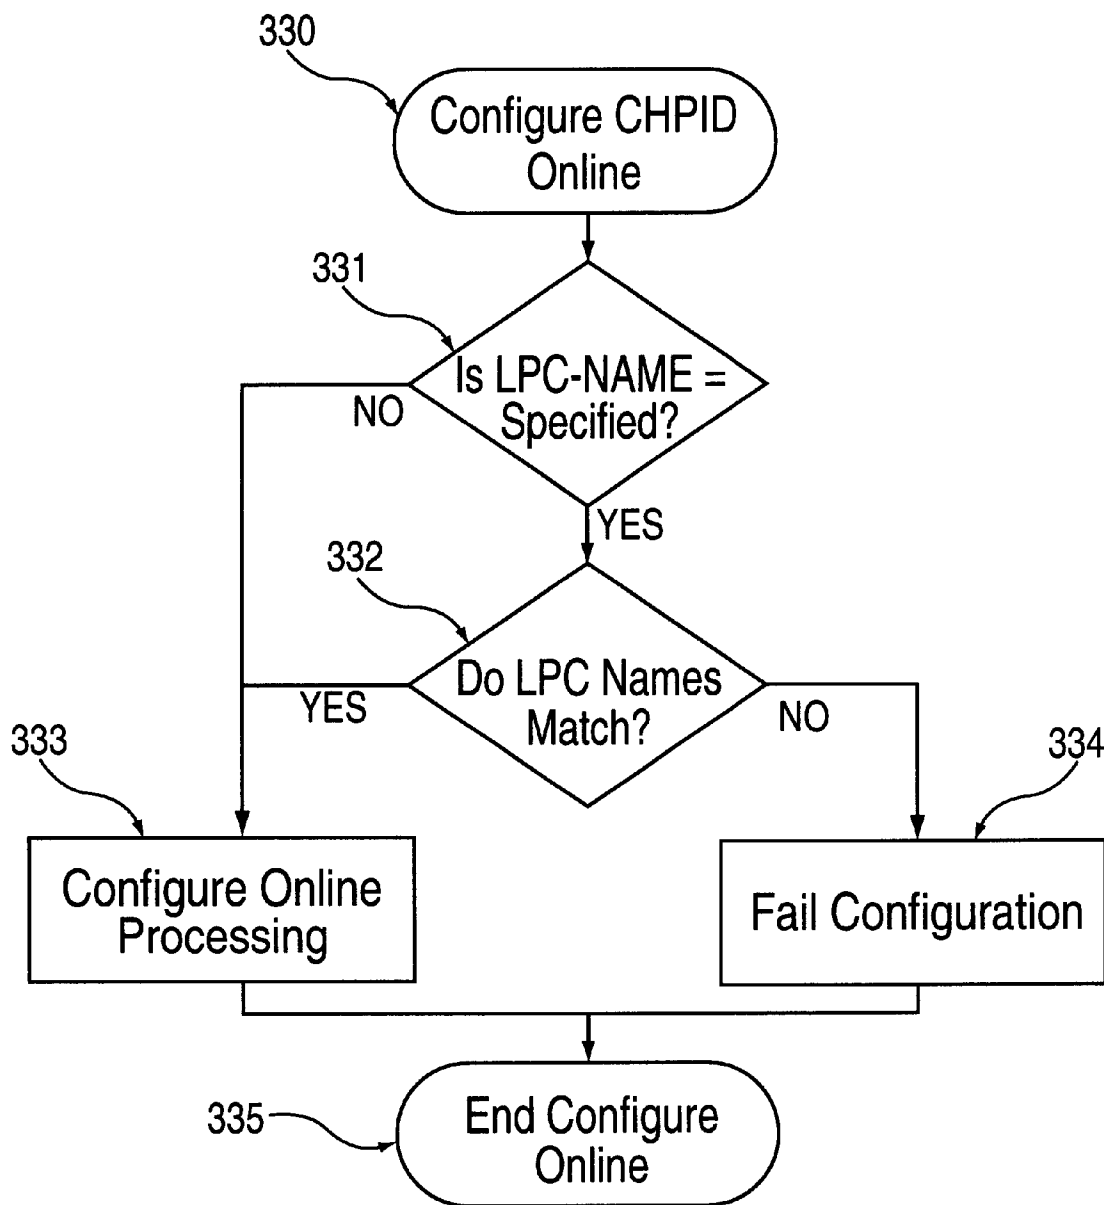 330
Configure CHPID
Online
331
Is LPC-NAME =
Specified?
NO
YES
332
Do LPC Names
Match?
YES
NO
333
334
Configure Online
Processing
Fail Configuration
335
End Configure
Online